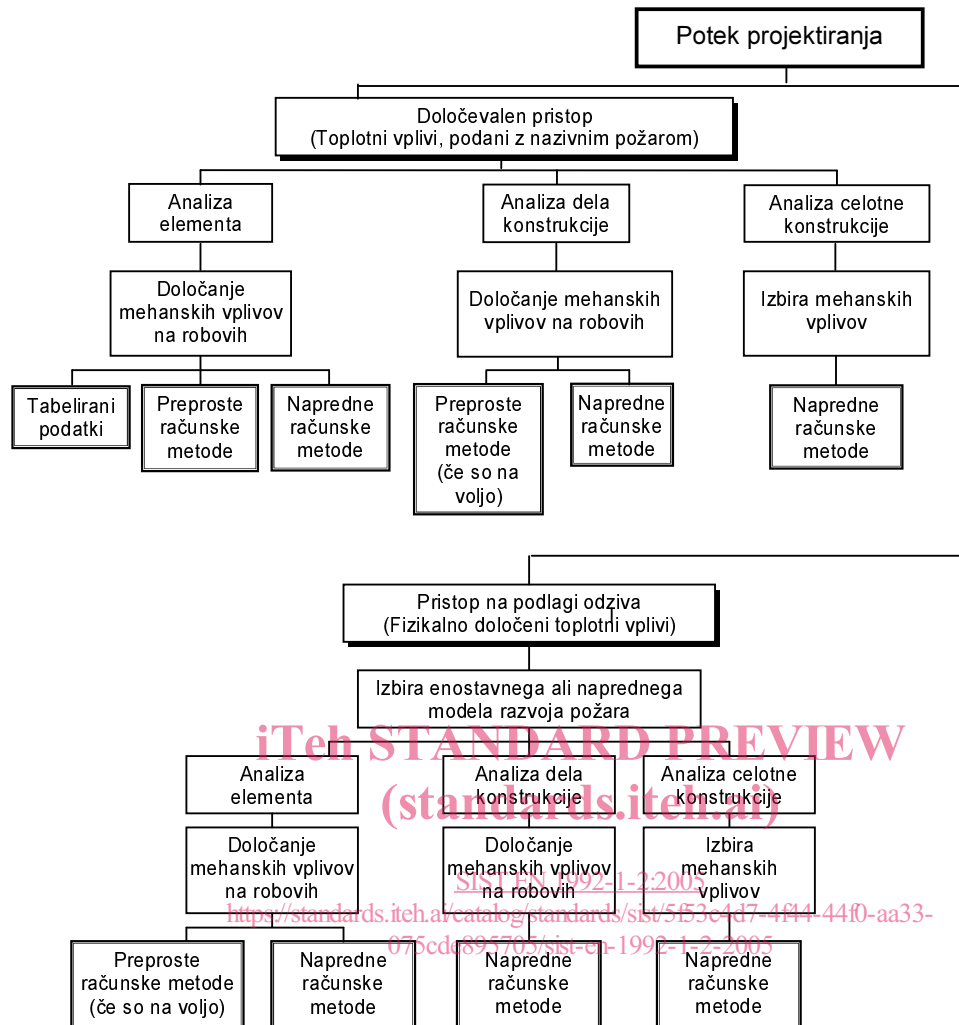 Potek projektiranja
Določevalen pristop
(Toplotni vplivi, podani z nazivnim požarom)
Analiza
elementa
Analiza dela
konstrukcije
Analiza celotne
konstrukcije
Določanje
mehanskih vplivov
na robovih
Določanje mehanskih
vplivov na robovih
Izbira mehanskih
vplivov
Tabelirani
podatki
Preproste
računske
metode
Napredne
računske
metode
Preproste
računske
metode
(če so na
voljo)
Napredne
računske
metode
Napredne
računske
metode
Pristop na podlagi odziva
(Fizikalno določeni toplotni vplivi)
Izbira enostavnega ali naprednega
modela razvoja požara
iTeh STANDARD PREVIEW
(standards.iteh.ai)
Analiza
elementa
Analiza dela
konstrukcije
Analiza celotne
konstrukcije
Določanje
mehanskih vplivov
na robovih
Določanje
mehanskih vplivov
na robovih
Izbira
mehanskih
vplivov
SIST EN 1992-1-2:2005
https://standards.iteh.ai/catalog/standards/sist/5f53c4d7-4f44-44f0-aa33-
075cde895705/sist-en-1992-1-2-2005
Preproste
računske metode
(če so na voljo)
Napredne
računske
metode
Napredne
računske
metode
Napredne
računske
metode